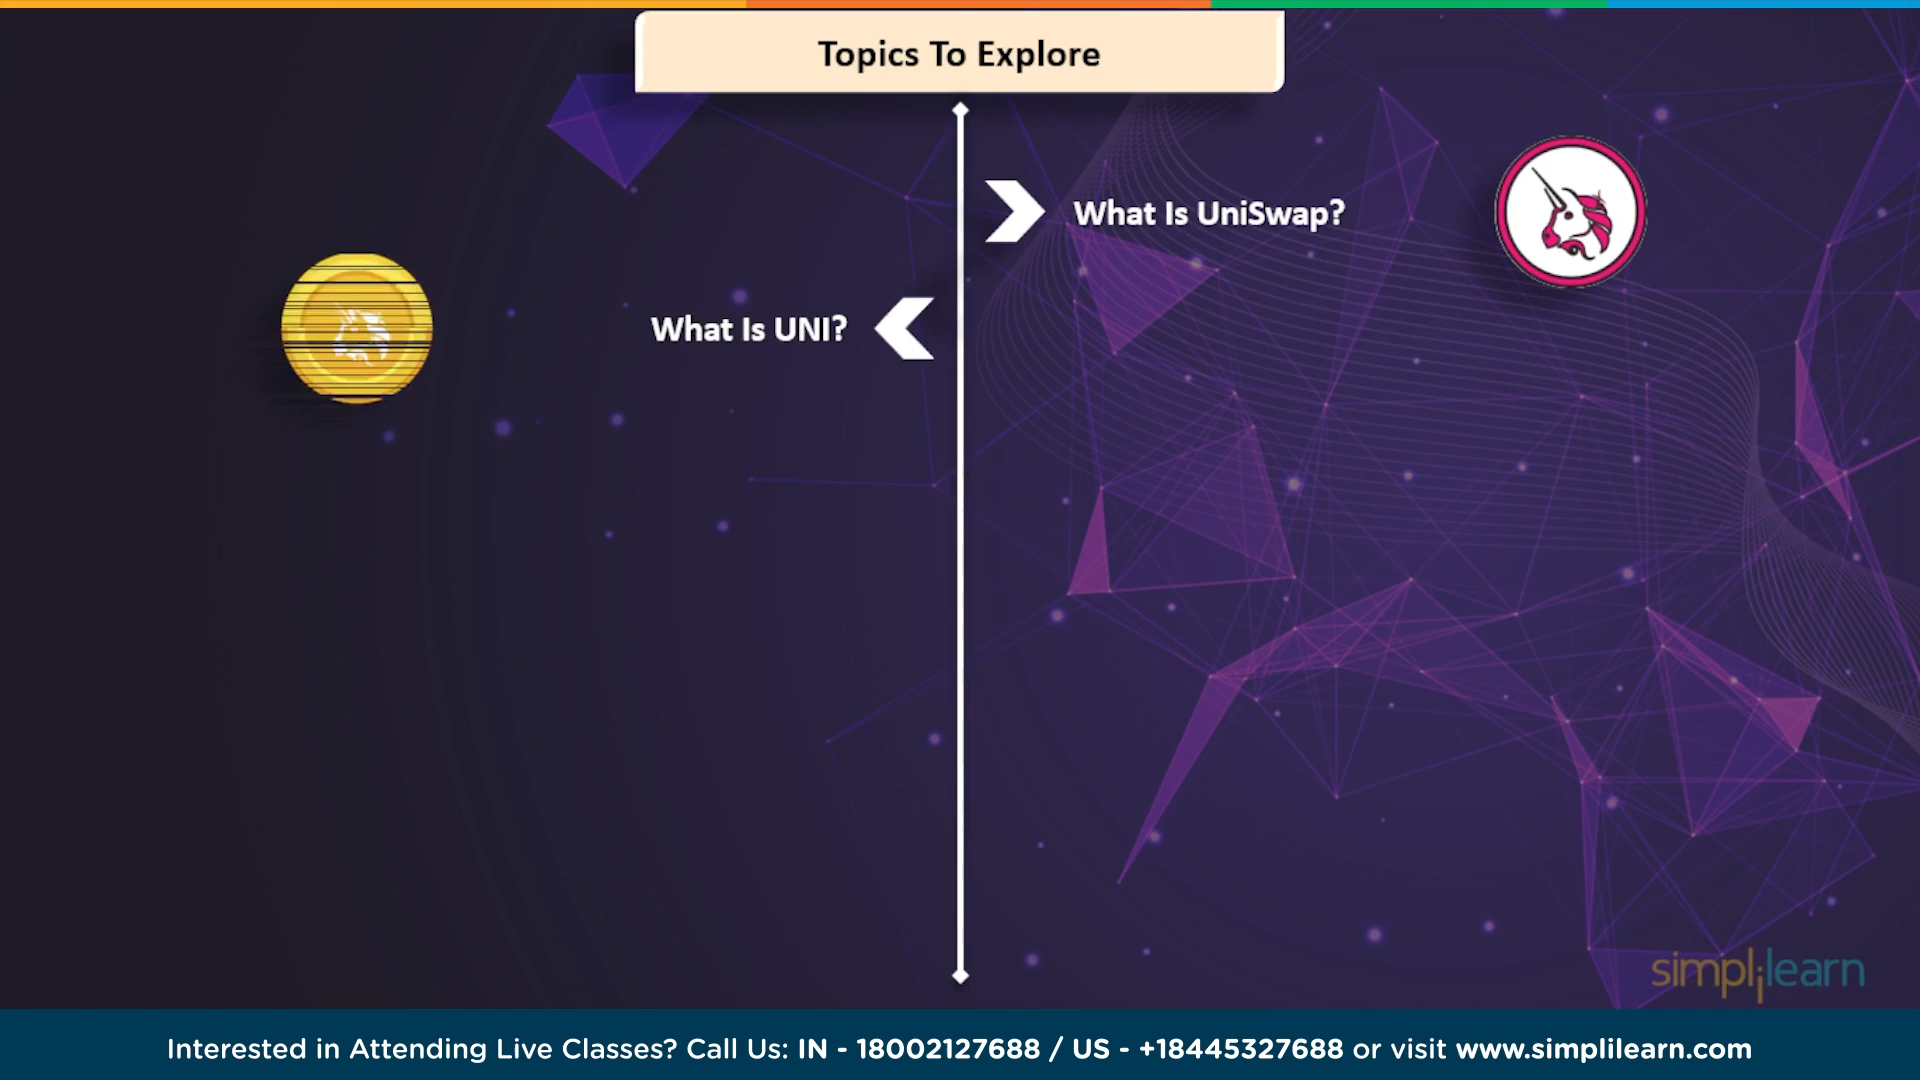 Topics To Explore
What Is UniSwap?
What Is UNI?
simplilearn
Interested in Attending Live Classes? Call Us: IN - 18002127688 / US - +18445327688 or visit www.simplilearn.com